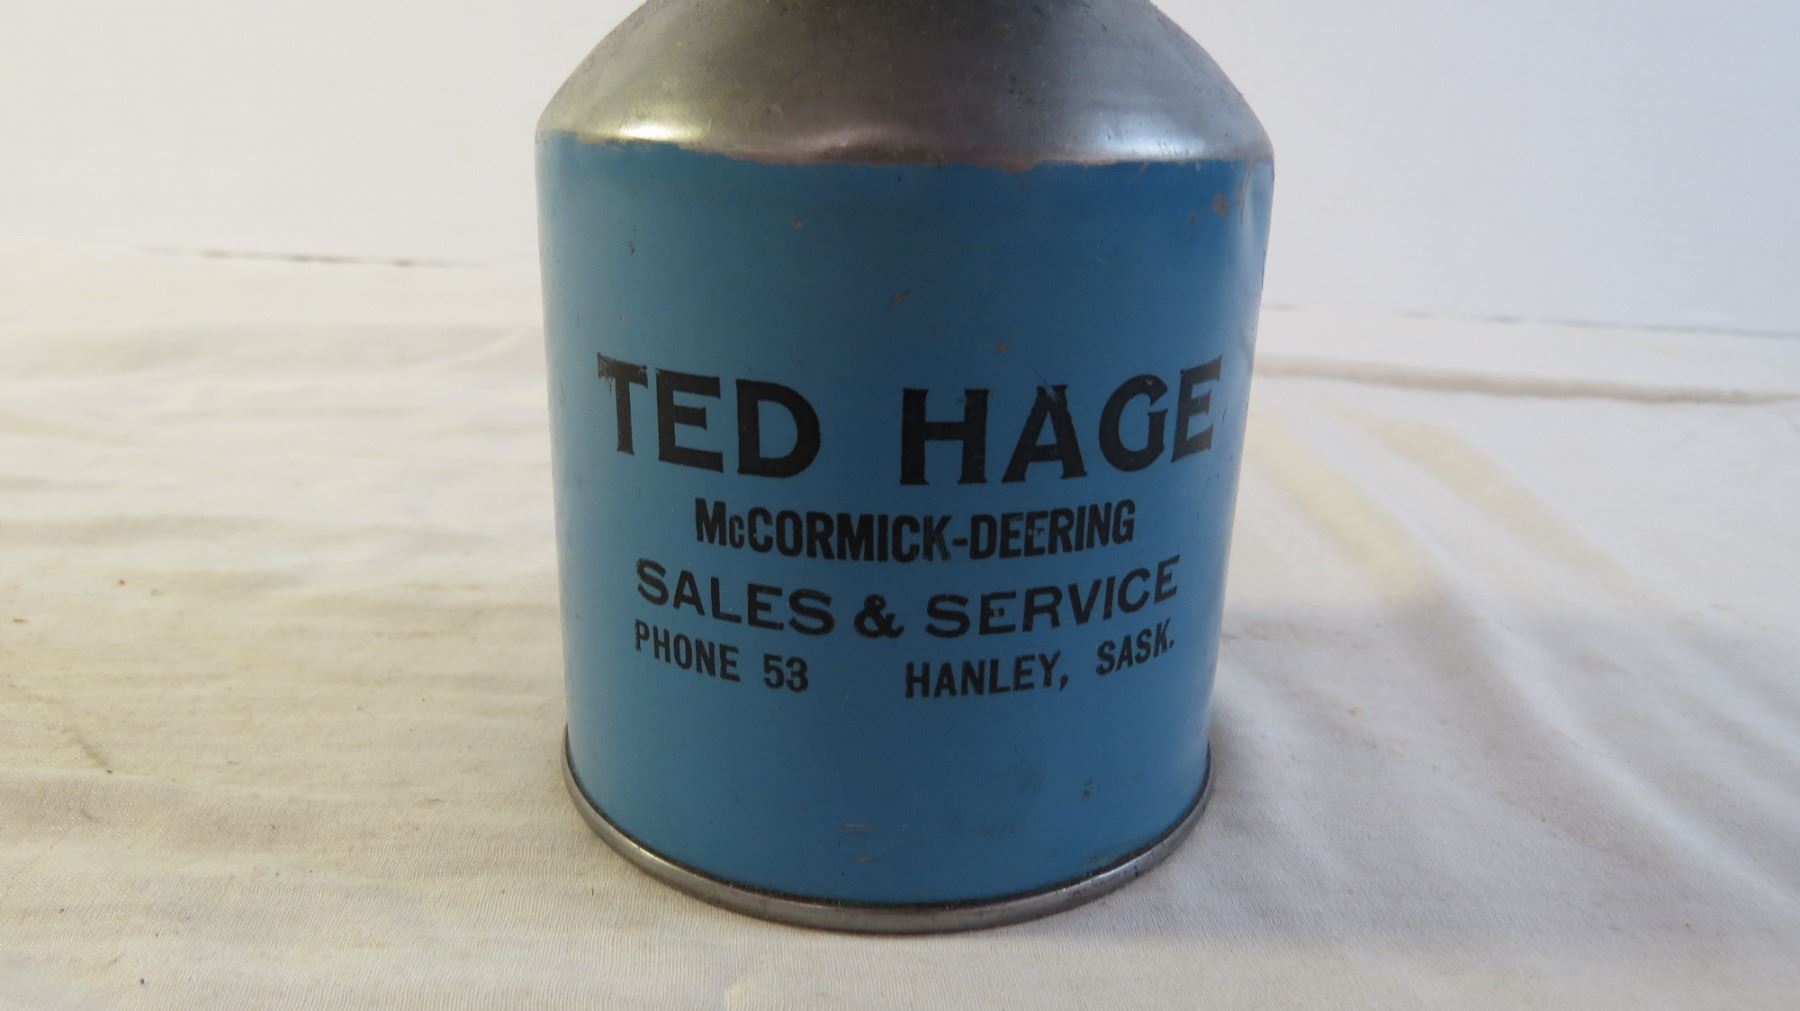 TED HAGE
McCORMICK-DEERING
SALES & SERVICE
PHONE 53 HANLEY, SASK.